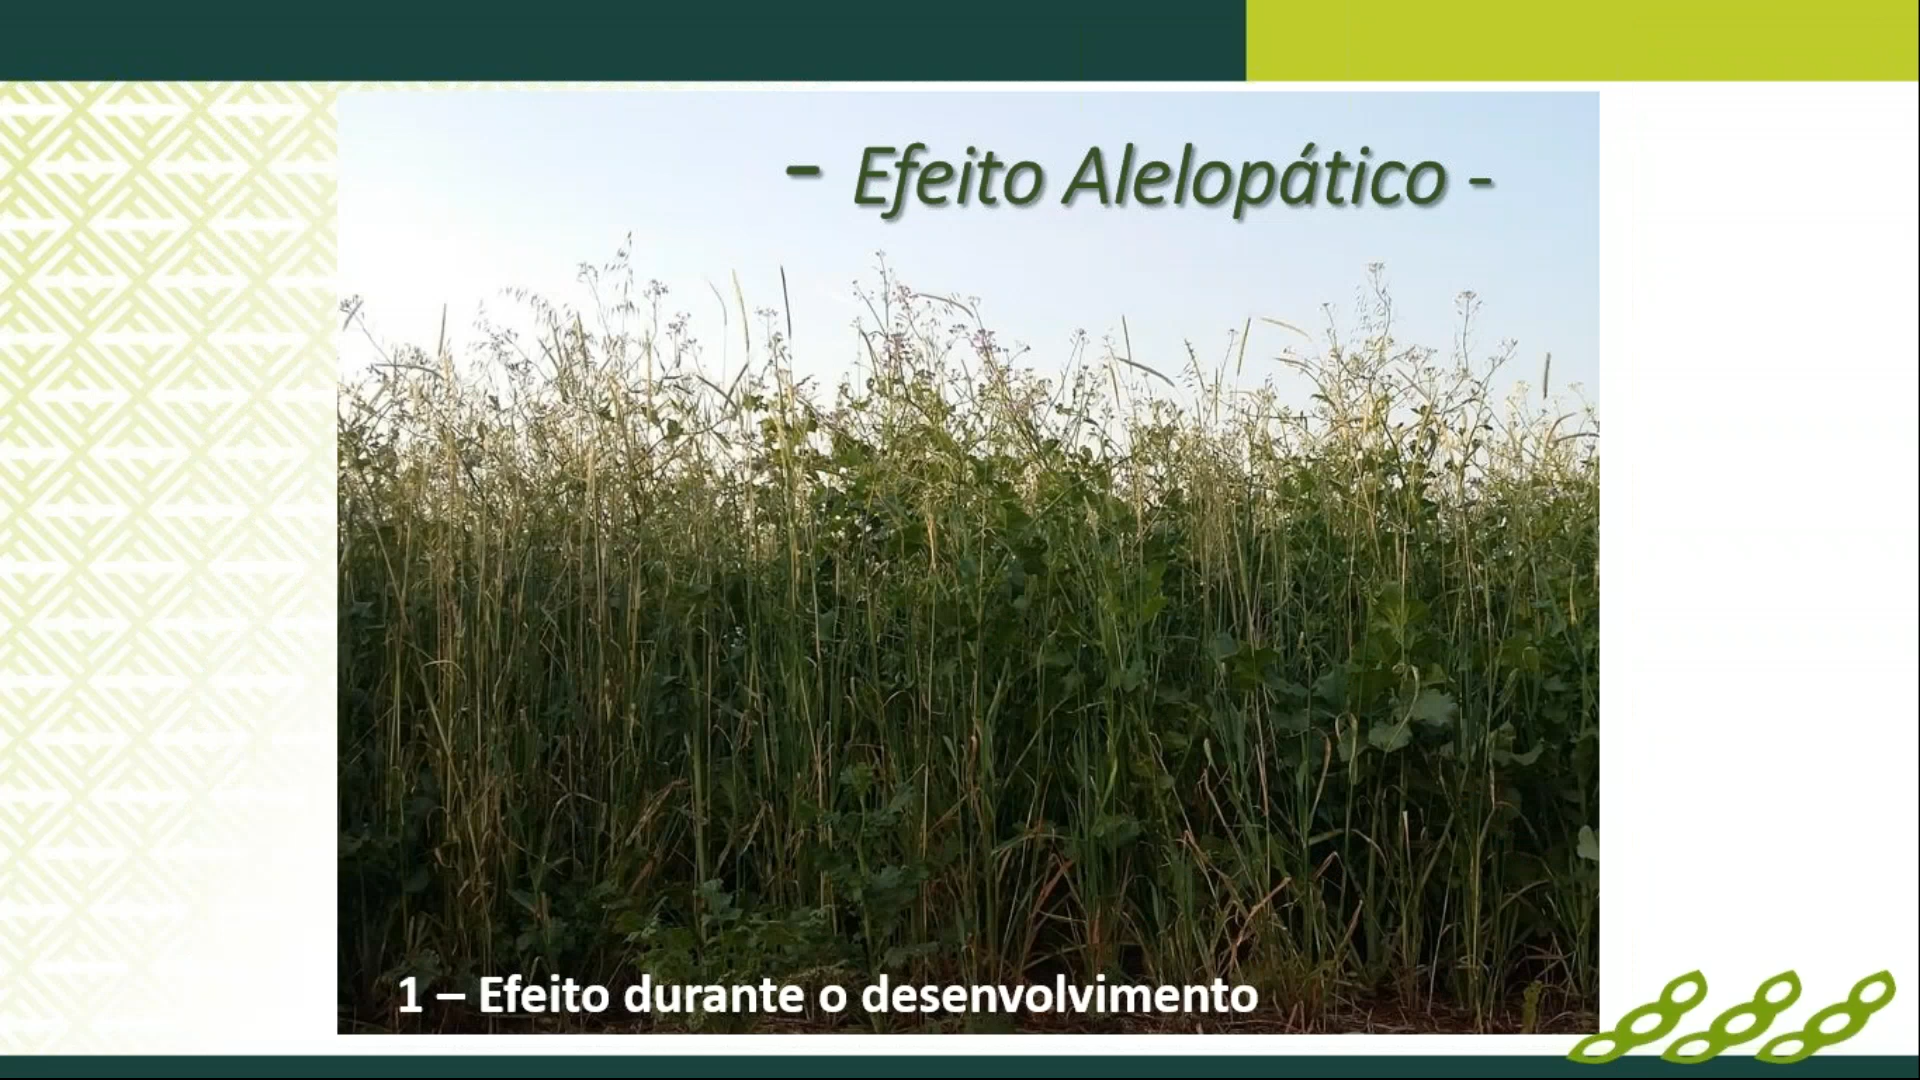 - Efeito Alelopático -
1 – Efeito durante o desenvolvimento